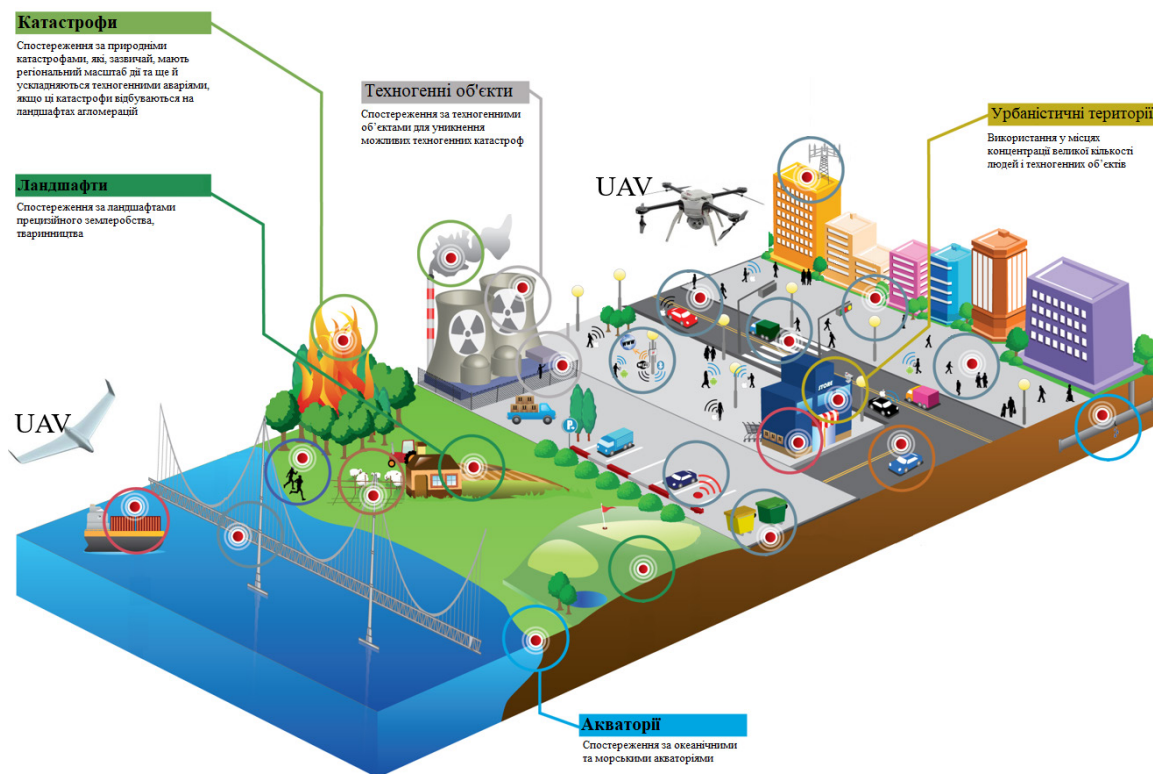 Катастрофи
Спостереження за природніми
катастрофами, які, зазвичай, мають
регіональний масштаб дії та ще й
ускладняються техногенними аваріями,
якщо ці катастрофи відбуваються на
ландшафтах агломерацій
Техногенні об'єкти
Спостереження за техногенними
об’єктами для уникнення
можливих техногенних катастроф
Урбаністичні території
Використання у місцях
концентрації великої кількості
людей і техногенних об’єктів
Ландшафти
Спостереження за ландшафтами
прецизійного землеробства,
тваринництва
UAV
UAV
STORE
P
Акваторії
Спостереження за океанічними
та морськими акваторіями